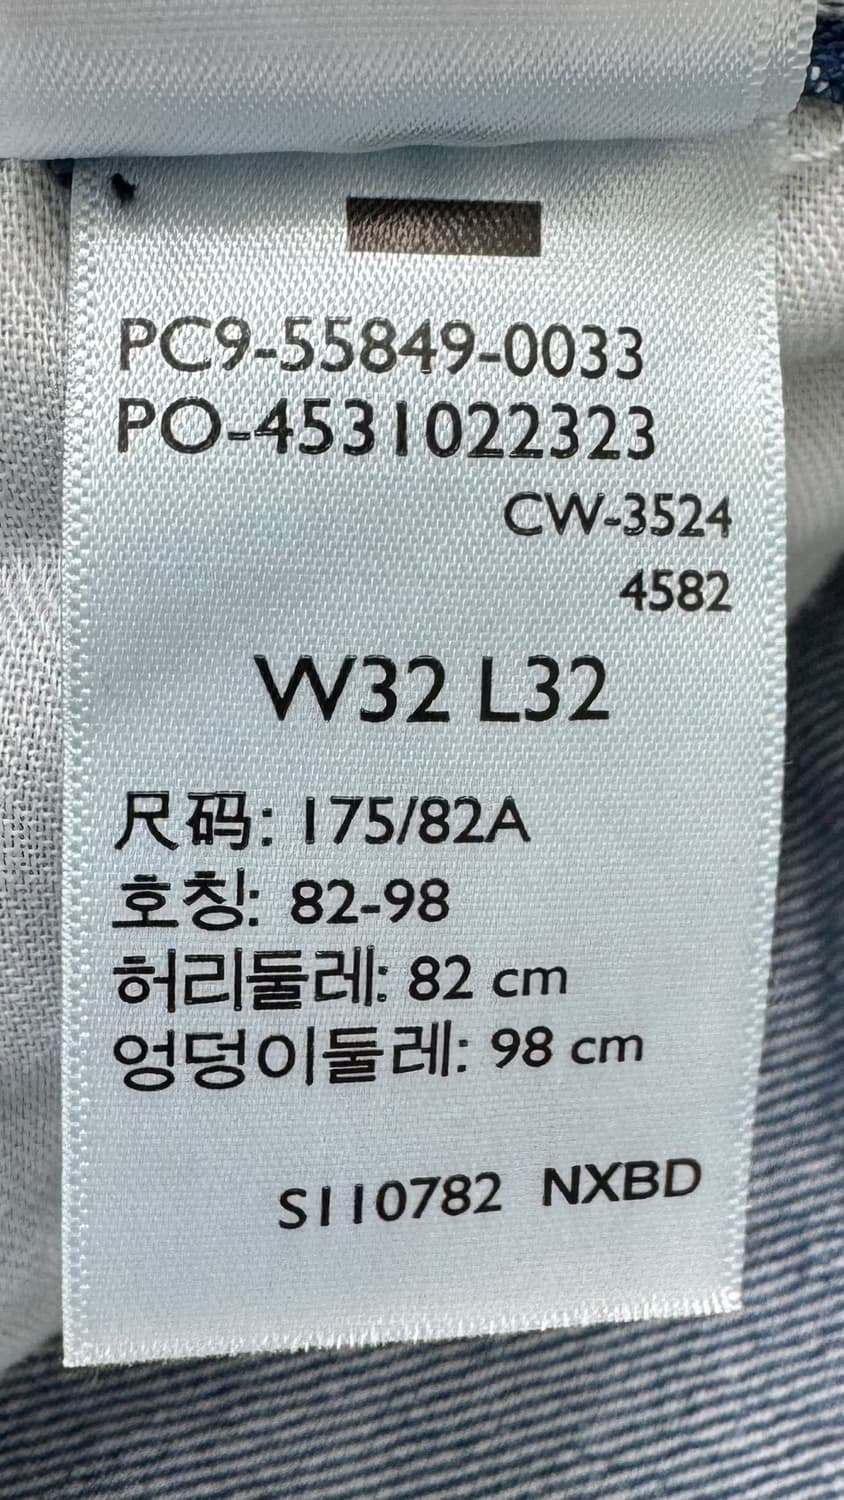 PC9-55849-0033
PO-4531022323
CW-3524
4582
W32 L32
尺码: 175/82A
호칭: 82-98
허리둘레: 82 cm
엉덩이둘레: 98 cm
S110782 NXBD